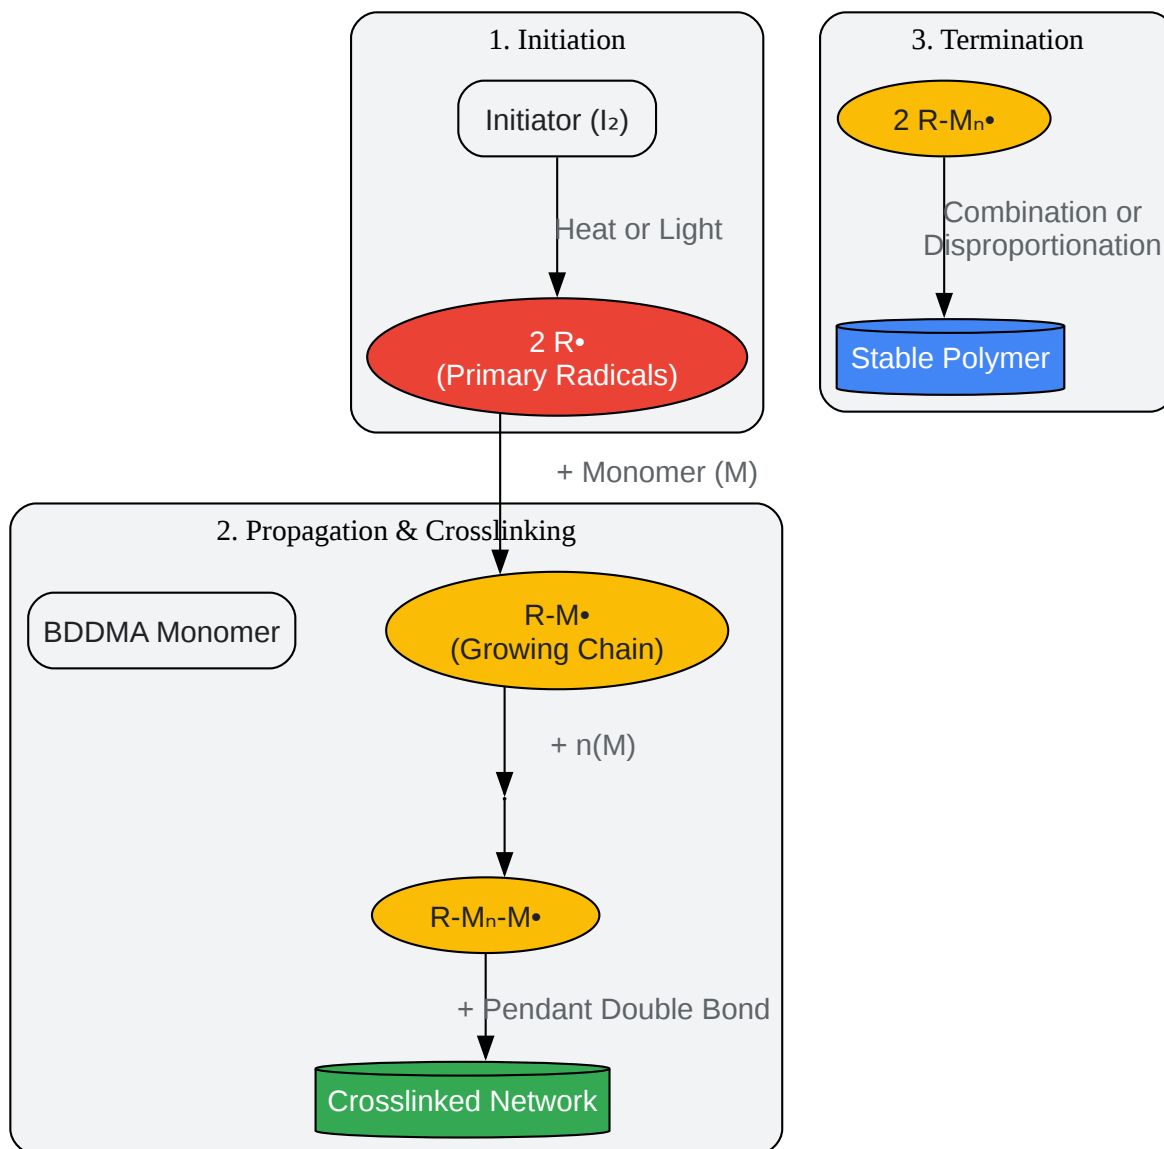 1. Initiation
Initiator (I₂)
Heat or Light
2 R•
(Primary Radicals)
+ Monomer (M)
2. Propagation & Crosslinking
BDDMA Monomer
R-M•
(Growing Chain)
+ n(M)
R-Mₙ-M•
+ Pendant Double Bond
Crosslinked Network
3. Termination
2 R-Mₙ•
Combination or
Disproportionation
Stable Polymer